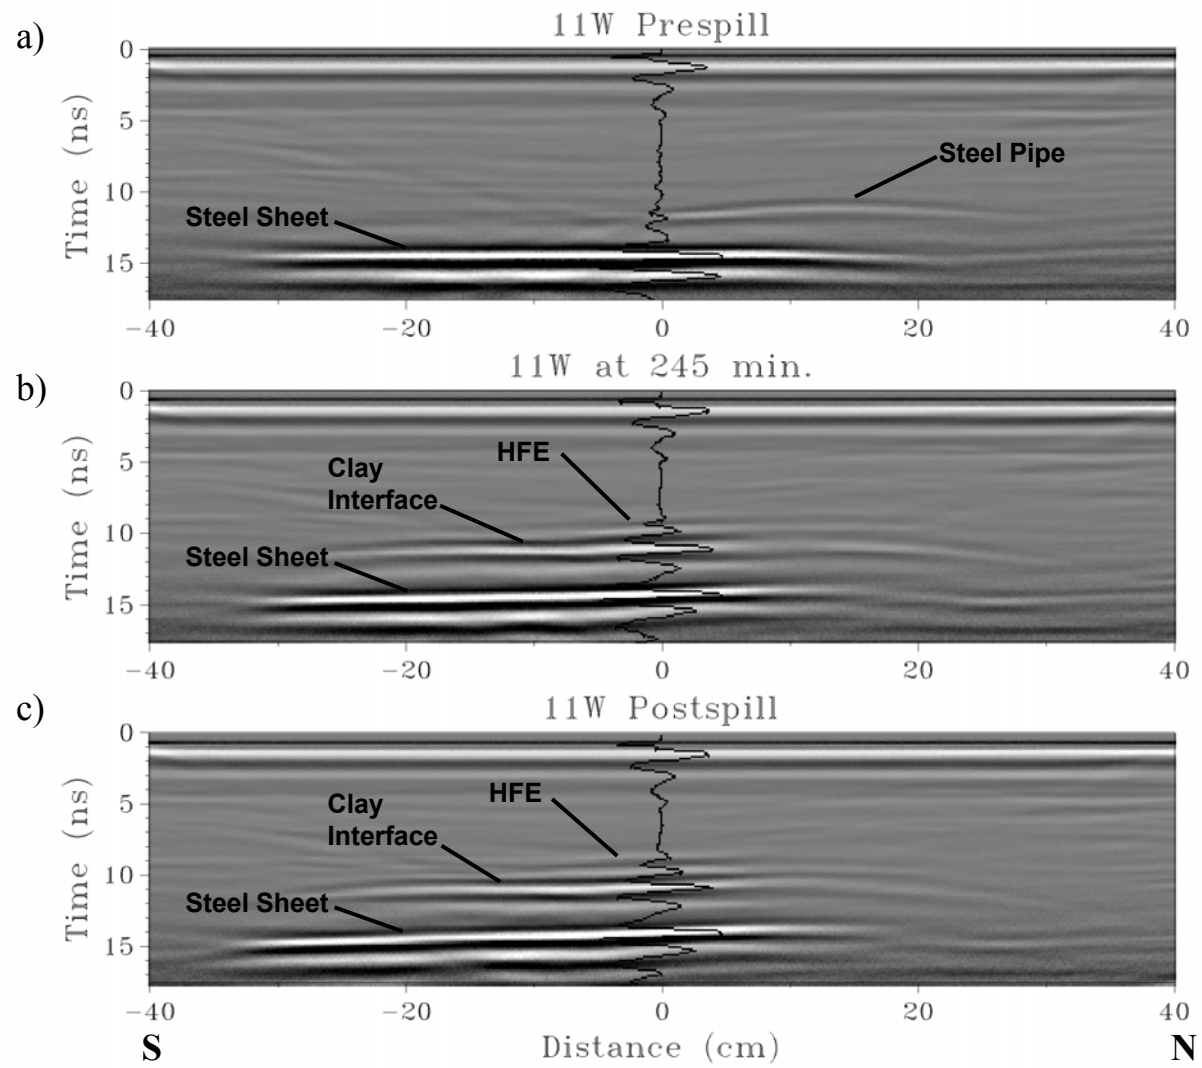 a)
11W Prespill
0
5
10
15
Time (ns)
Steel Pipe
Steel Sheet
−40 −20 0 20 40
b)
11W at 245 min.
0
5
10
15
Time (ns)
HFE
Clay
Interface
Steel Sheet
−40 −20 0 20 40
c)
11W Postspill
0
5
10
15
Time (ns)
HFE
Clay
Interface
Steel Sheet
−40 −20 0 20 40
S Distance (cm) N